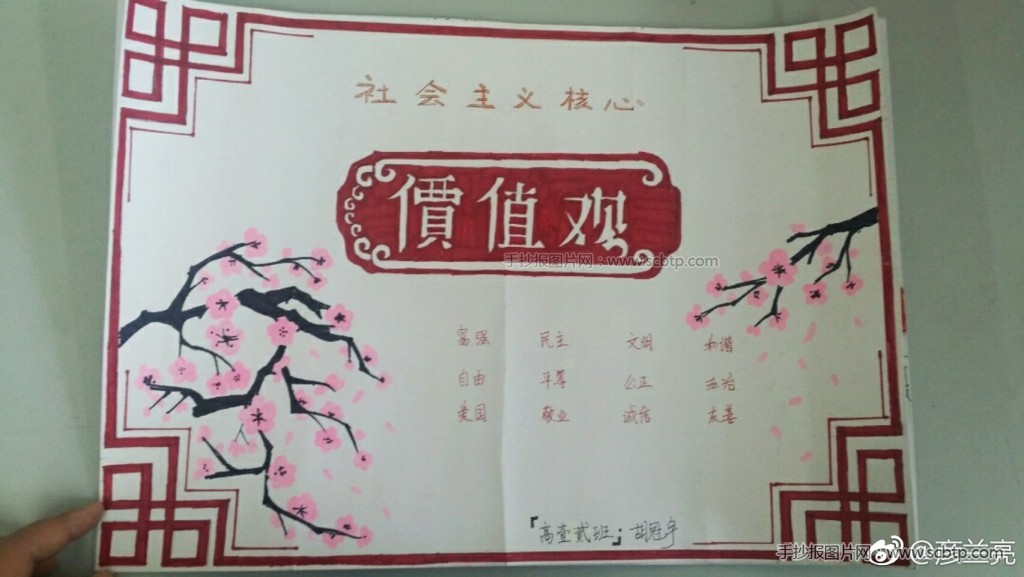 社会主义核心
價值观
手抄报图片网：www.scbtp.com
富强 民主 文明 和谐
自由 平等 公正 法治
爱国 敬业 诚信 友善
「高壹贰班」；胡冠宇
手抄报图片网：www.scbtp.com
@彦兰亮